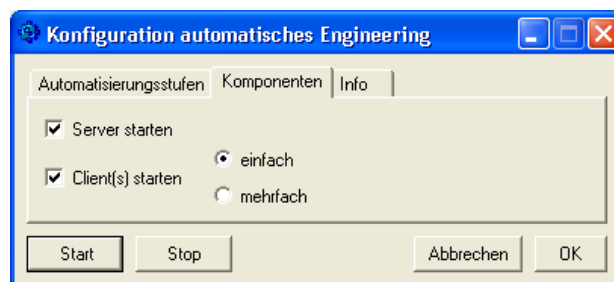 Konfiguration automatisches Engineering
Automatisierungsstufen Komponenten Info
Server starten
einfach
Client(s) starten
mehrfach
Start Stop Abbrechen OK